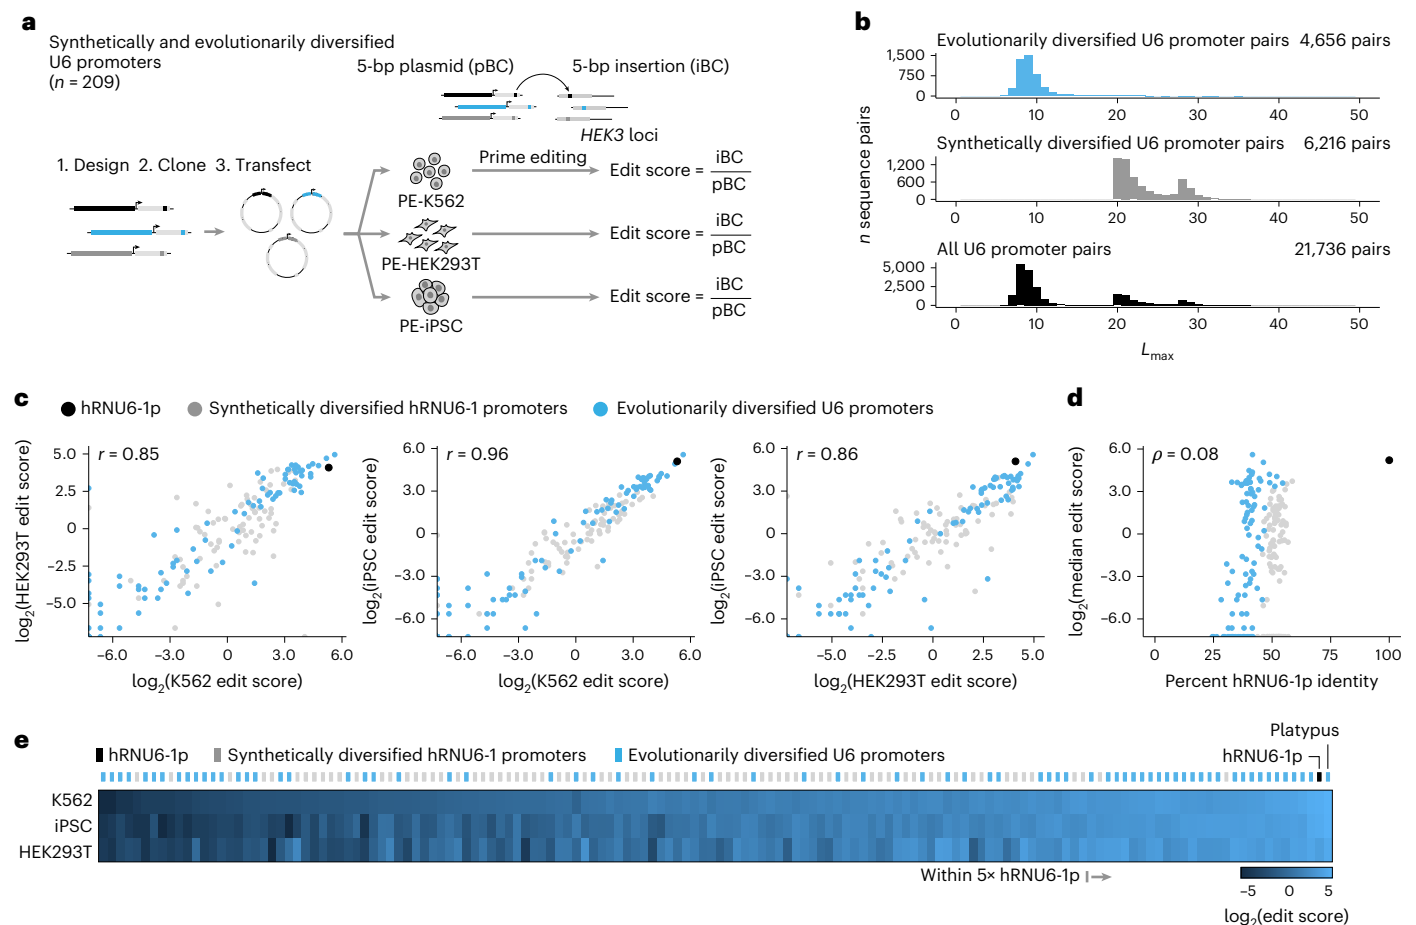 a
Synthetically and evolutionarily diversified
U6 promoters
(n = 209)
5-bp plasmid (pBC)
5-bp insertion (iBC)
HEK3 loci
1. Design 2. Clone 3. Transfect
Prime editing
PE-K562
Edit score = iBC
pBC
PE-HEK293T
Edit score = iBC
pBC
PE-iPSC
Edit score = iBC
pBC
b
Evolutionarily diversified U6 promoter pairs 4,656 pairs
1,500
750
0
0 10 20 30 40 50
Synthetically diversified U6 promoter pairs 6,216 pairs
1,200
600
0
0 10 20 30 40 50
All U6 promoter pairs 21,736 pairs
5,000
2,500
0
0 10 20 30 40 50
n sequence pairs
Lmax
c
hRNU6-1p
Synthetically diversified hRNU6-1 promoters
Evolutionarily diversified U6 promoters
r = 0.85
5.0
2.5
0
−2.5
−5.0
log2(HEK293T edit score)
−6.0 −3.0 0 3.0 6.0
log2(K562 edit score)
r = 0.96
6.0
3.0
0
−3.0
−6.0
log2(iPSC edit score)
−6.0 −3.0 0 3.0 6.0
log2(K562 edit score)
r = 0.86
6.0
3.0
0
−3.0
−6.0
log2(iPSC edit score)
−5.0 −2.5 0 2.5 5.0
log2(HEK293T edit score)
d
ρ = 0.08
6.0
3.0
0
−3.0
−6.0
log2(median edit score)
0 25 50 75 100
Percent hRNU6-1p identity
e
hRNU6-1p
Synthetically diversified hRNU6-1 promoters
Evolutionarily diversified U6 promoters
Platypus
hRNU6-1p
K562
iPSC
HEK293T
Within 5× hRNU6-1p
−5 0 5
log2(edit score)